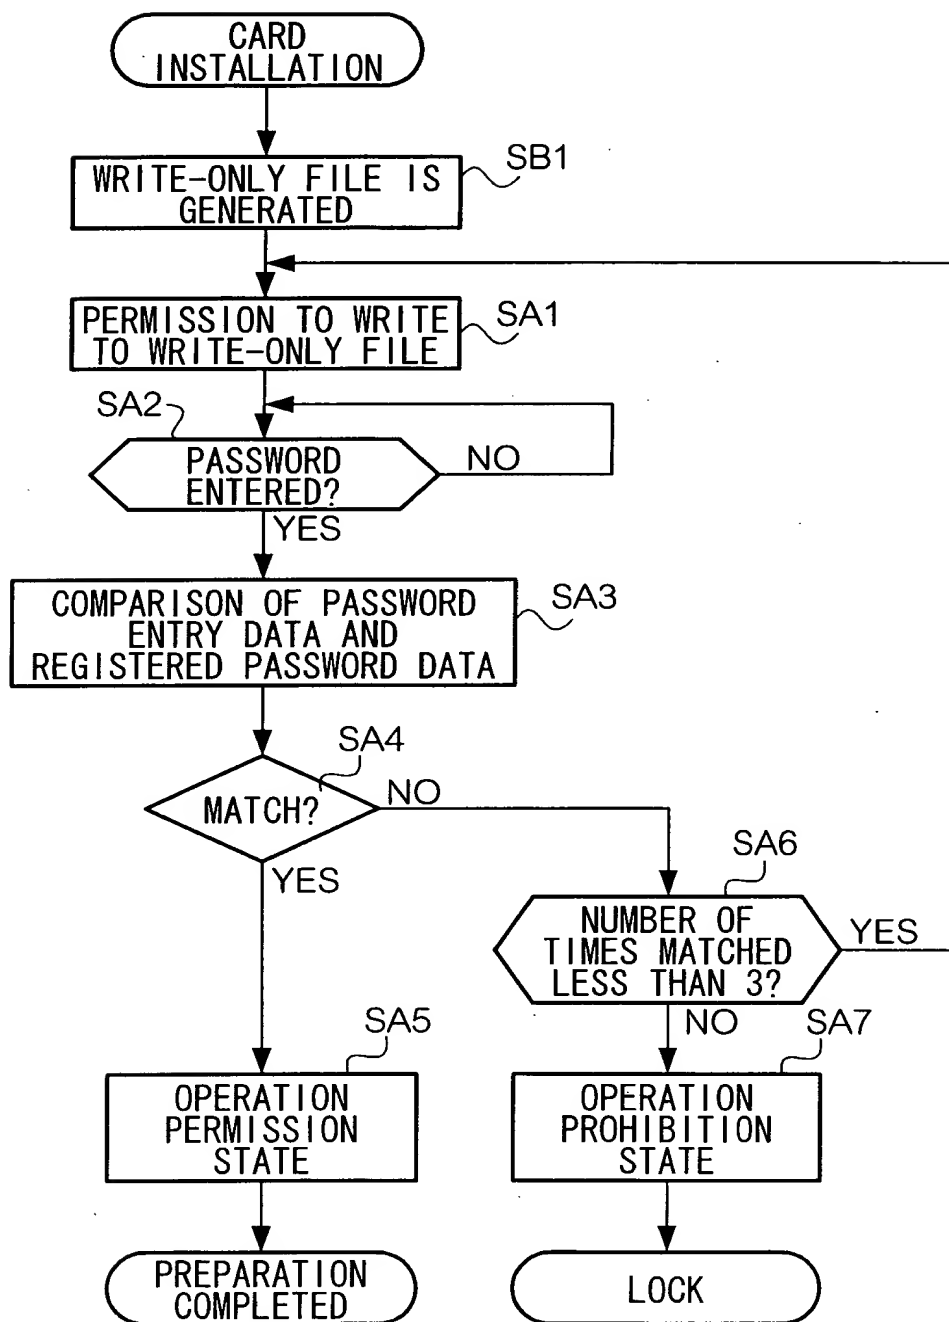 CARD
INSTALLATION
SB1
WRITE-ONLY FILE IS
GENERATED
SA1
PERMISSION TO WRITE
TO WRITE-ONLY FILE
SA2
PASSWORD
ENTERED?
NO
YES
SA3
COMPARISON OF PASSWORD
ENTRY DATA AND
REGISTERED PASSWORD DATA
SA4
MATCH?
NO
YES
SA6
NUMBER OF
TIMES MATCHED
LESS THAN 3?
YES
NO
SA5
OPERATION
PERMISSION
STATE
SA7
OPERATION
PROHIBITION
STATE
PREPARATION
COMPLETED
LOCK